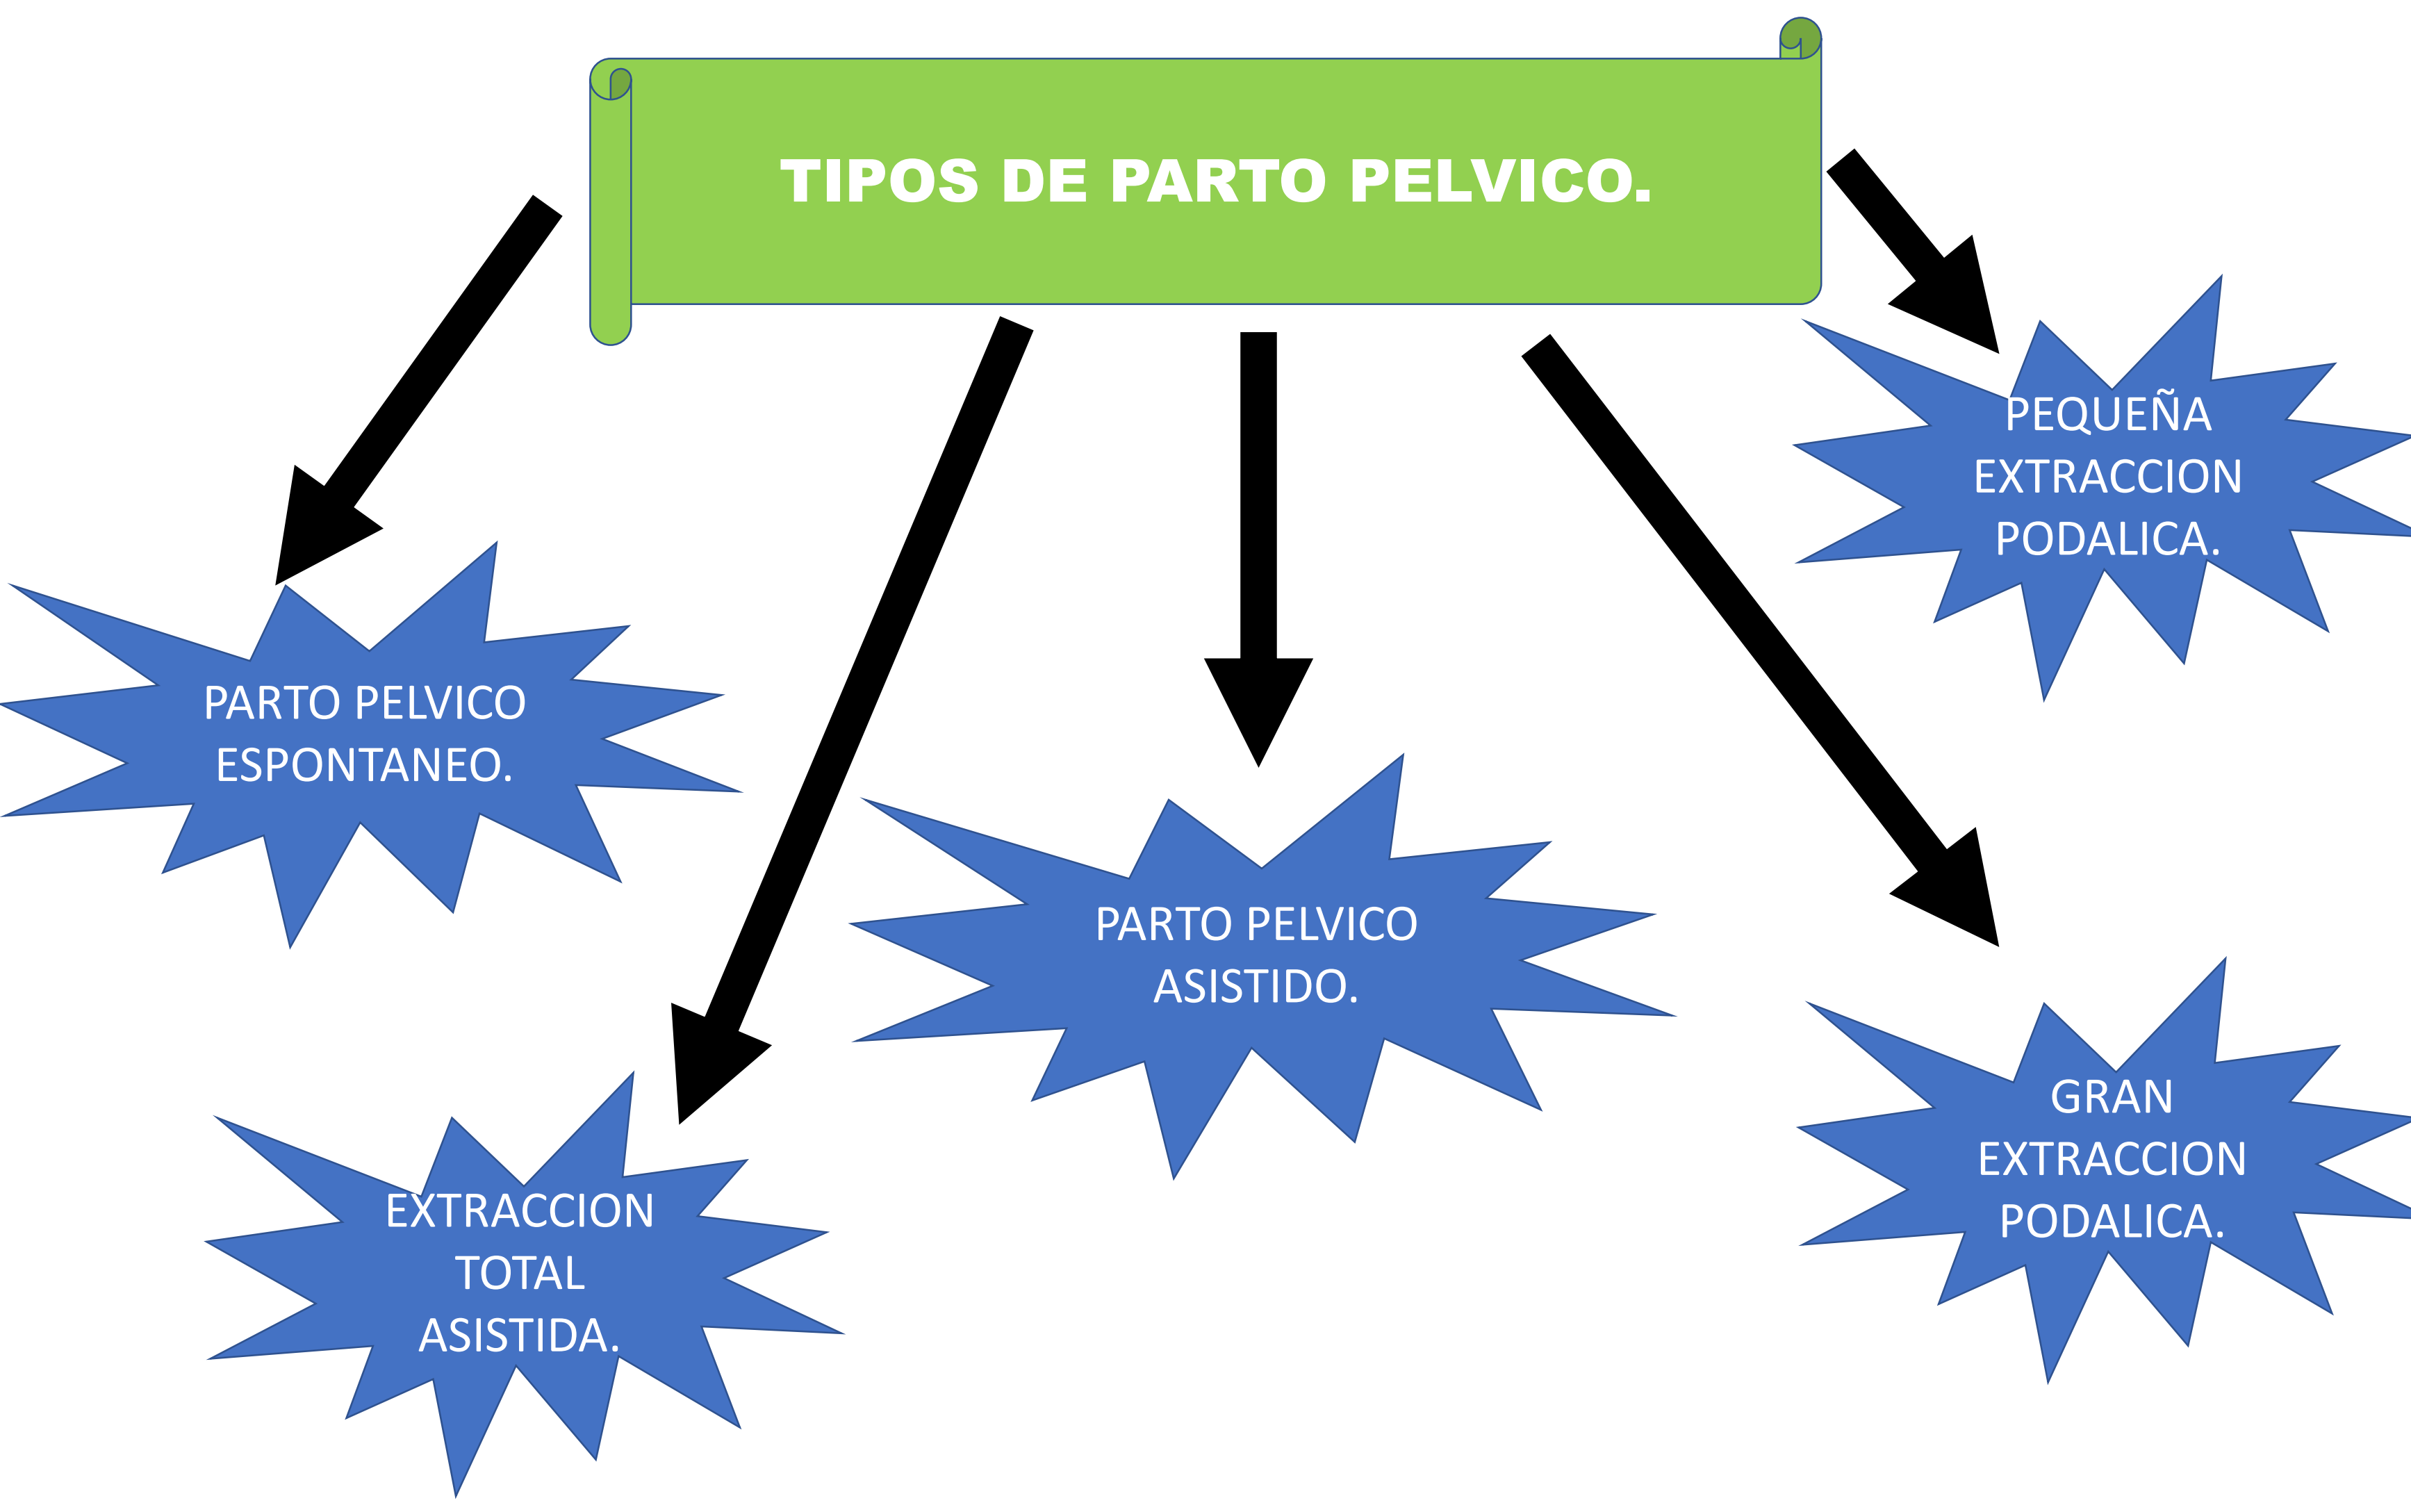 TIPOS DE PARTO PELVICO.
PEQUEÑA
EXTRACCION
PODALICA.
PARTO PELVICO
ESPONTANEO.
PARTO PELVICO
ASISTIDO.
GRAN
EXTRACCION
PODALICA.
EXTRACCION
TOTAL
ASISTIDA.